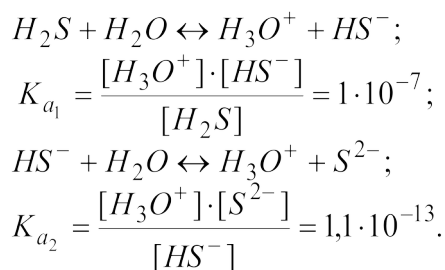 H₂S + H₂O ↔ H₃O⁺ + HS⁻;
Kₐ₁ = [H₃O⁺]·[HS⁻] / [H₂S] = 1·10⁻⁷;
HS⁻ + H₂O ↔ H₃O⁺ + S²⁻;
Kₐ₂ = [H₃O⁺]·[S²⁻] / [HS⁻] = 1,1·10⁻¹³.